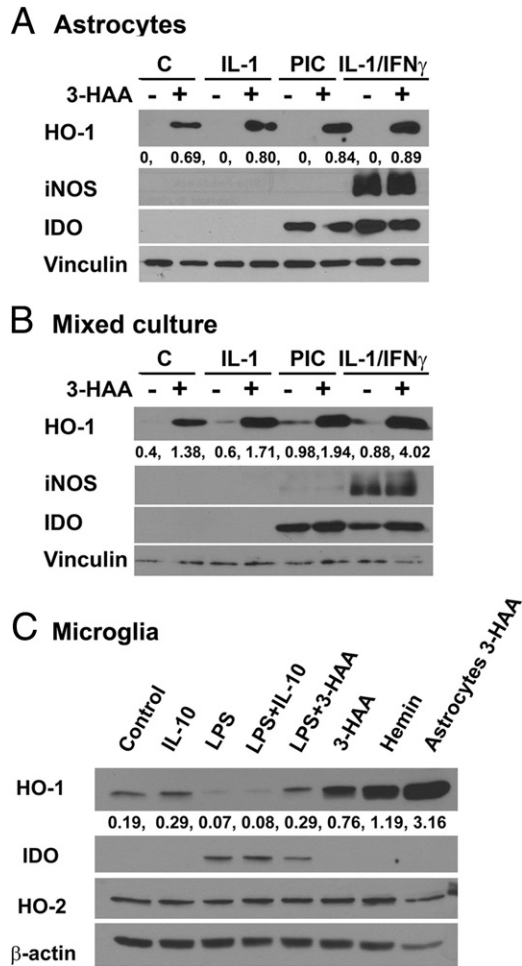 A Astrocytes
C IL-1 PIC IL-1/IFNγ
3-HAA - + - + - + - +
HO-1
0, 0.69, 0 0.80, 0 0.84, 0, 0.89
iNOS
IDO
Vinculin
B Mixed culture
C IL-1 PIC IL-1/IFNγ
3-HAA - + - + - + - +
HO-1
0.4, 1.38, 0.6, 1.71, 0.98,1.94, 0.88, 4.02
iNOS
IDO
Vinculin
C Microglia
Control IL-10 LPS LPS+IL-10 LPS+3-HAA 3-HAA Hemin Astrocytes 3-HAA
HO-1
0.19, 0.29, 0.07, 0.08, 0.29, 0.76, 1.19, 3.16
IDO
HO-2
β-actin